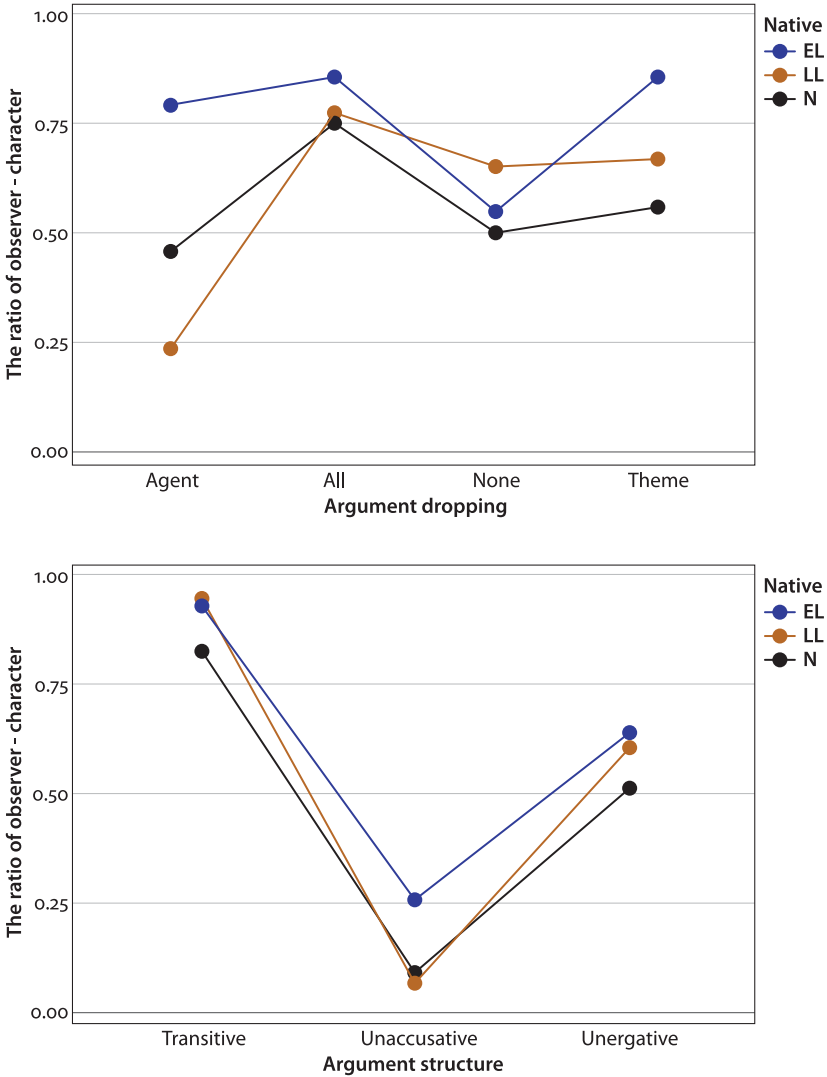 The ratio of observer - character
1.00
0.75
0.50
0.25
0.00
Agent
All
None
Theme
Argument dropping
Native
EL
LL
N
The ratio of observer - character
1.00
0.75
0.50
0.25
0.00
Transitive
Unaccusative
Unergative
Argument structure
Native
EL
LL
N